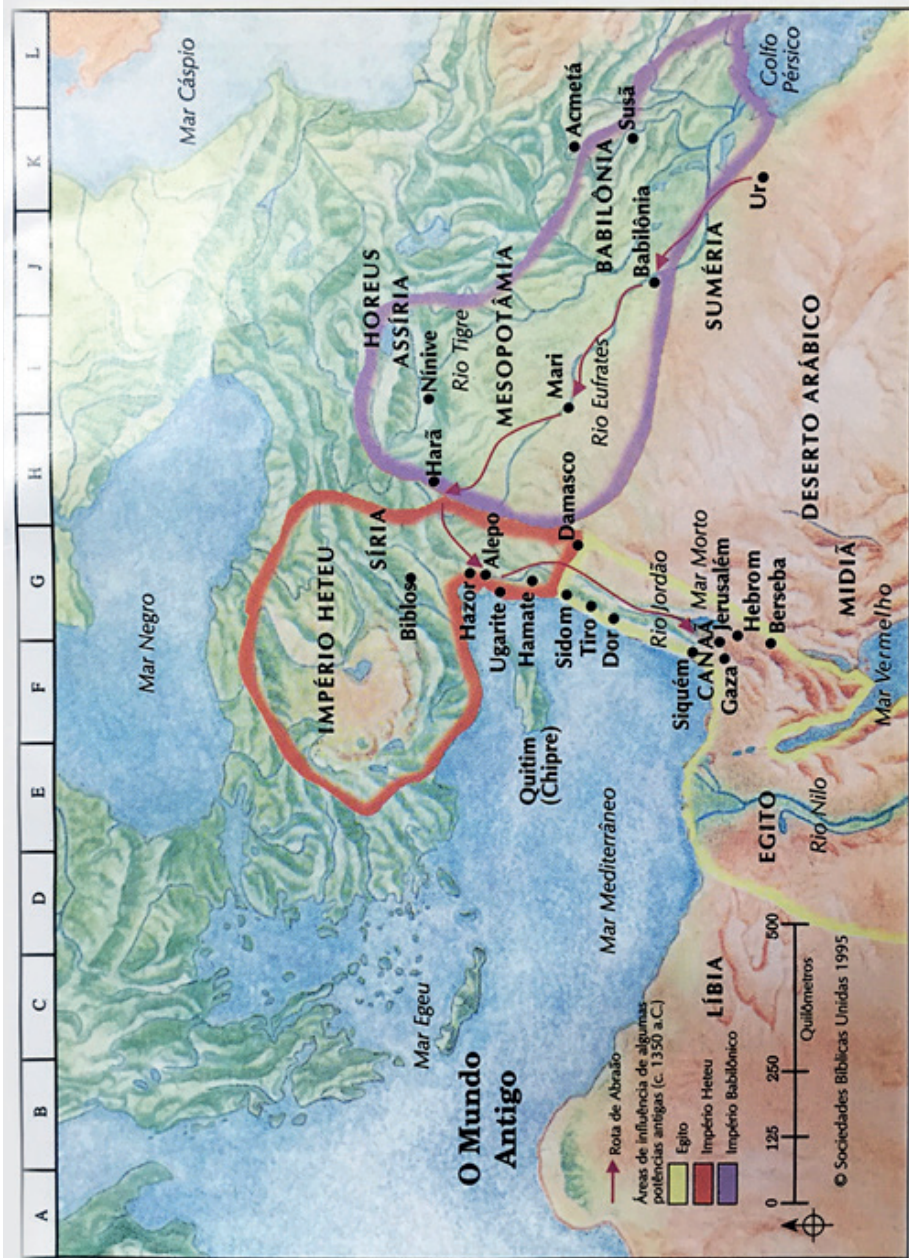 A
B
C
D
E
F
G
H
i
J
K
L
Mar Negro
Mar Cáspio
IMPÉRIO HETEU
HOREUS
ASSÍRIA
SÍRIA
Biblos
Harã
Nínive
Rio Tigre
Mar Egeu
Hazor
Alepo
Ugarite
Hamate
MESOPOTÂMIA
Acmetá
O Mundo
Antigo
Quitim
(Chipre)
Sidom
Tiro
Dor
Damasco
Mari
Rio Eufrates
BABILÔNIA
Susã
Babilônia
Mar Mediterrâneo
Rio Jordão
Siquém
CANAÃ
Mar Morto
Jerusalém
Gaza
Hebrom
Berseba
SUMÉRIA
Ur
Golfo
Pérsico
LÍBIA
EGITO
Rio Nilo
MIDIÃ
DESERTO ARÁBICO
Mar Vermelho
Rota de Abraão
Áreas de influência de algumas
potências antigas (c. 1350 a.C.)
Egito
Império Heteu
Império Babilônico
0 125 250 500
Quilômetros
© Sociedades Bíblicas Unidas 1995